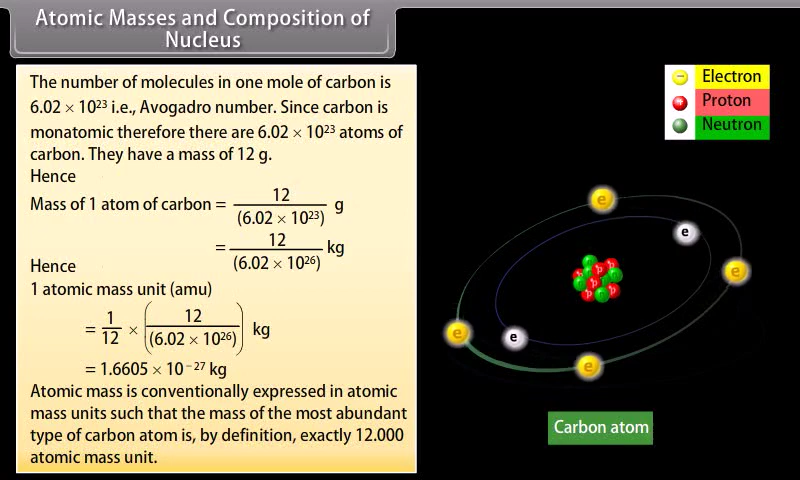 Atomic Masses and Composition of
Nucleus
The number of molecules in one mole of carbon is
6.02 × 10²³ i.e., Avogadro number. Since carbon is
monatomic therefore there are 6.02 × 10²³ atoms of
carbon. They have a mass of 12 g.
Hence
Mass of 1 atom of carbon = 12 / (6.02 × 10²³) g
= 12 / (6.02 × 10²⁶) kg
Hence
1 atomic mass unit (amu)
= 1/12 × (12 / (6.02 × 10²⁶)) kg
= 1.6605 × 10⁻²⁷ kg
Atomic mass is conventionally expressed in atomic
mass units such that the mass of the most abundant
type of carbon atom is, by definition, exactly 12.000
atomic mass unit.
− Electron
+ Proton
Neutron
e
e
e
e
e
e
Carbon atom